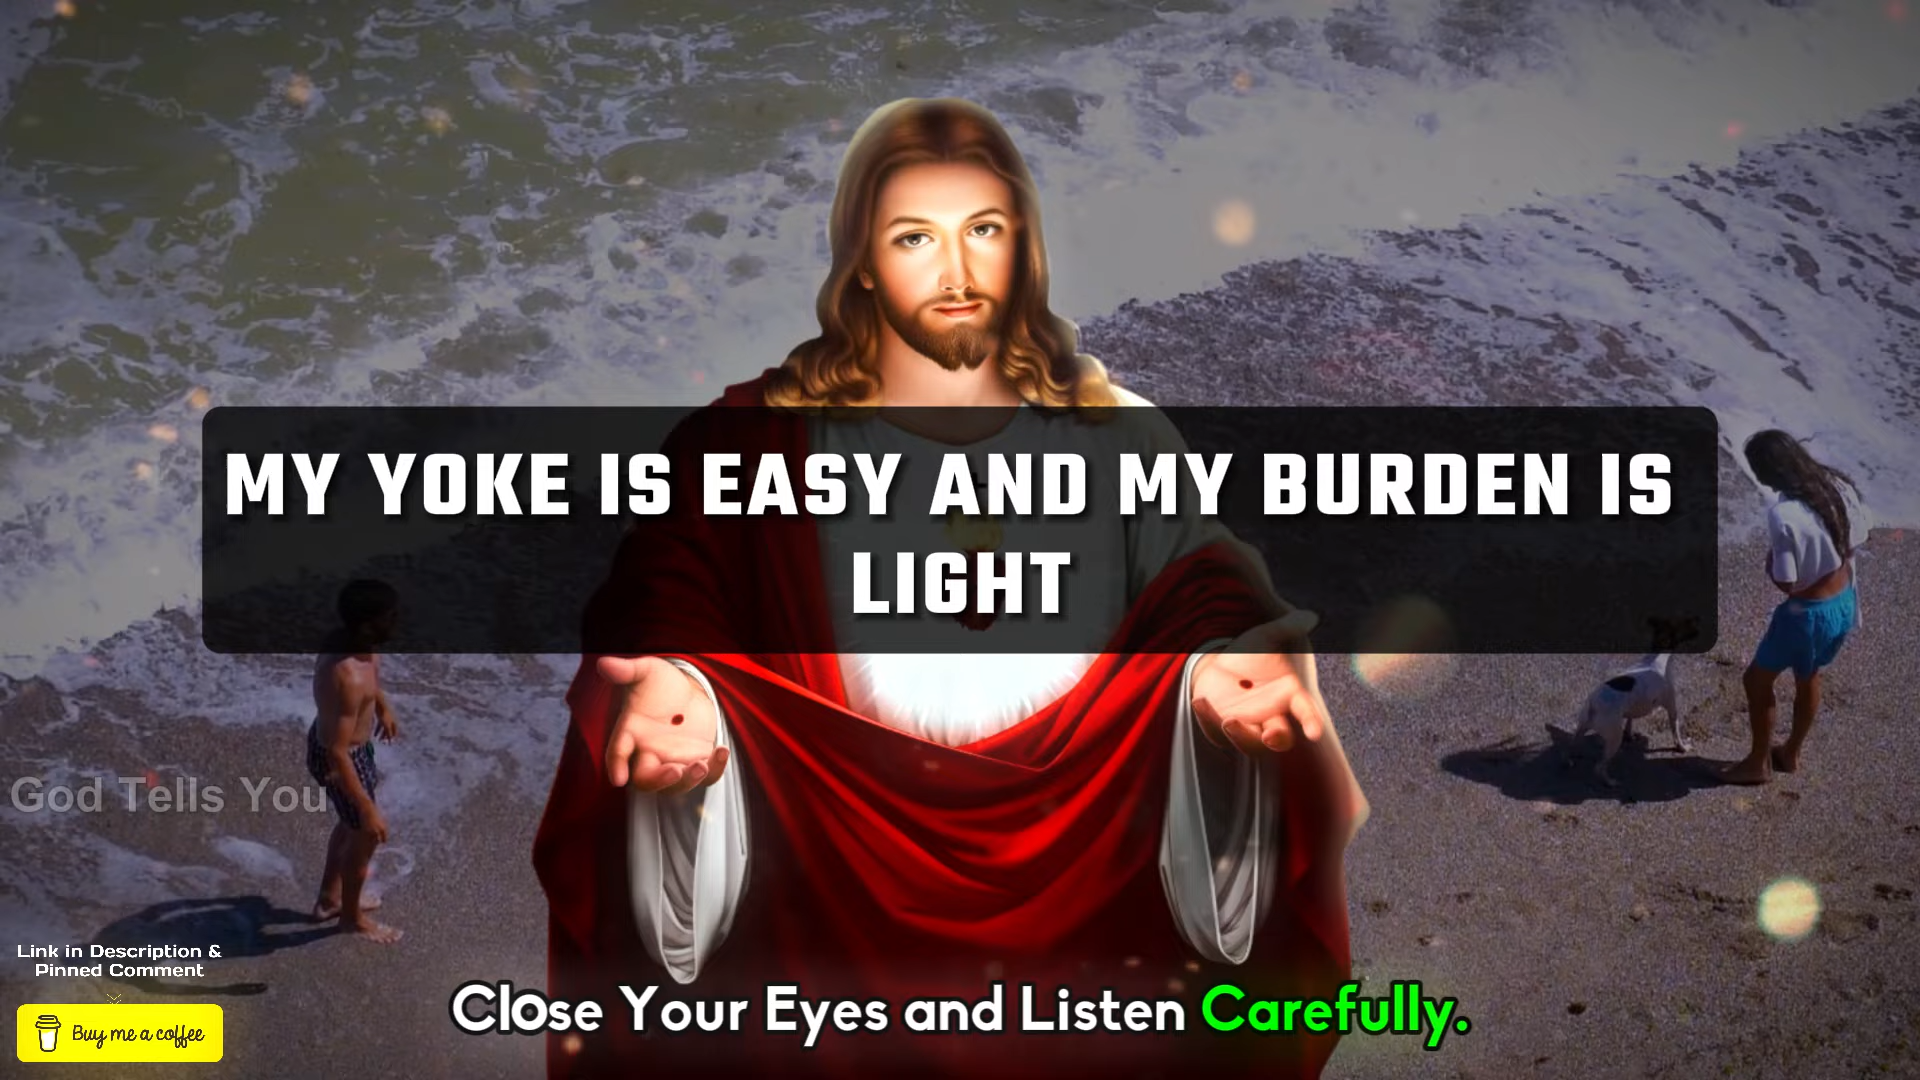 MY YOKE IS EASY AND MY BURDEN IS
LIGHT
God Tells You
Link in Description &
Pinned Comment
Buy me a coffee
Close Your Eyes and Listen Carefully.